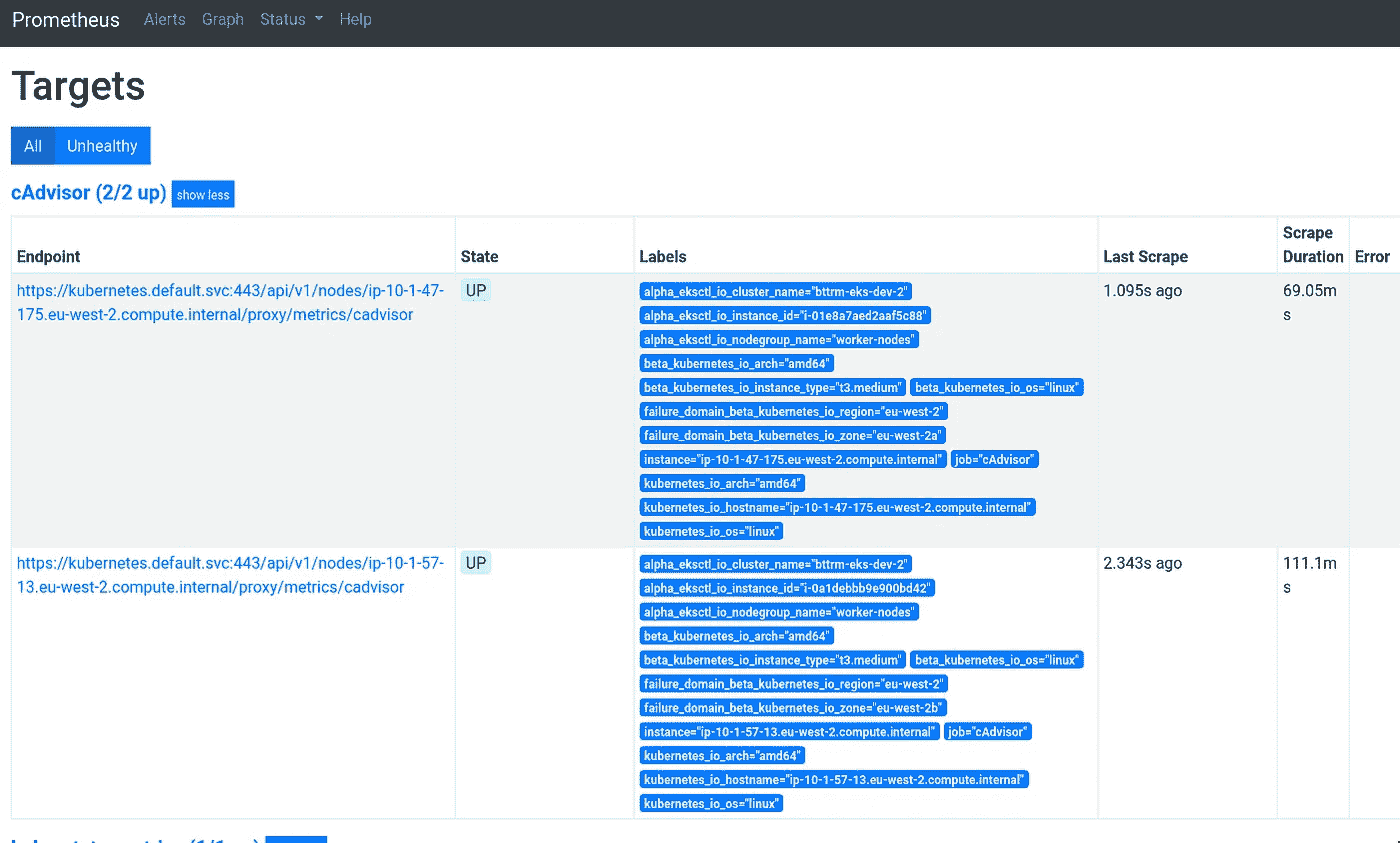 Prometheus Alerts Graph Status Help
Targets
All Unhealthy
cAdvisor (2/2 up) show less
Endpoint State Labels Last Scrape Scrape Duration Error
https://kubernetes.default.svc:443/api/v1/nodes/ip-10-1-47-
175.eu-west-2.compute.internal/proxy/metrics/cadvisor
UP
alpha_eksctl_io_cluster_name="bttrm-eks-dev-2"
alpha_eksctl_io_instance_id="i-01e8a7aed2aaf5c88"
alpha_eksctl_io_nodegroup_name="worker-nodes"
beta_kubernetes_io_arch="amd64"
beta_kubernetes_io_instance_type="t3.medium" beta_kubernetes_io_os="linux"
failure_domain_beta_kubernetes_io_region="eu-west-2"
failure_domain_beta_kubernetes_io_zone="eu-west-2a"
instance="ip-10-1-47-175.eu-west-2.compute.internal" job="cAdvisor"
kubernetes_io_arch="amd64"
kubernetes_io_hostname="ip-10-1-47-175.eu-west-2.compute.internal"
kubernetes_io_os="linux"
1.095s ago
69.05m
s
https://kubernetes.default.svc:443/api/v1/nodes/ip-10-1-57-
13.eu-west-2.compute.internal/proxy/metrics/cadvisor
UP
alpha_eksctl_io_cluster_name="bttrm-eks-dev-2"
alpha_eksctl_io_instance_id="i-0a1debbb9e900bd42"
alpha_eksctl_io_nodegroup_name="worker-nodes"
beta_kubernetes_io_arch="amd64"
beta_kubernetes_io_instance_type="t3.medium" beta_kubernetes_io_os="linux"
failure_domain_beta_kubernetes_io_region="eu-west-2"
failure_domain_beta_kubernetes_io_zone="eu-west-2b"
instance="ip-10-1-57-13.eu-west-2.compute.internal" job="cAdvisor"
kubernetes_io_arch="amd64"
kubernetes_io_hostname="ip-10-1-57-13.eu-west-2.compute.internal"
kubernetes_io_os="linux"
2.343s ago
111.1m
s